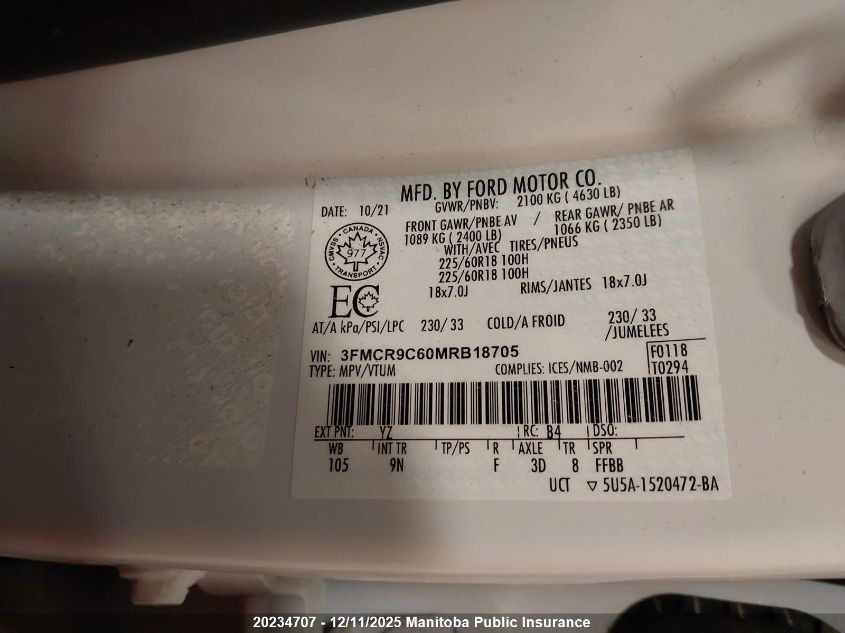 MFD. BY FORD MOTOR CO.
DATE: 10/21 GVWR/PNBV: 2100 KG ( 4630 LB)
FRONT GAWR/PNBE AV / REAR GAWR/ PNBE AR
1089 KG ( 2400 LB) 1066 KG ( 2350 LB)
WITH/AVEC TIRES/PNEUS
225/60R18 100H
225/60R18 100H
18x7.0J RIMS/JANTES 18x7.0J
CANADA
CMVSS NSVAC
977
TRANSPORT
EC
AT/A kPa/PSI/LPC 230/ 33 COLD/A FROID 230/ 33
/JUMELEES
VIN: 3FMCR9C60MRB18705 F0118
TYPE: MPV/VTUM COMPLIES: ICES/NMB-002 T0294
EXT PNT: YZ RC: B4 DSO:
WB INT TR TP/PS R AXLE TR SPR
105 9N F 3D 8 FFBB
UCT ▽ 5U5A-1520472-BA
20234707 - 12/11/2025 Manitoba Public Insurance